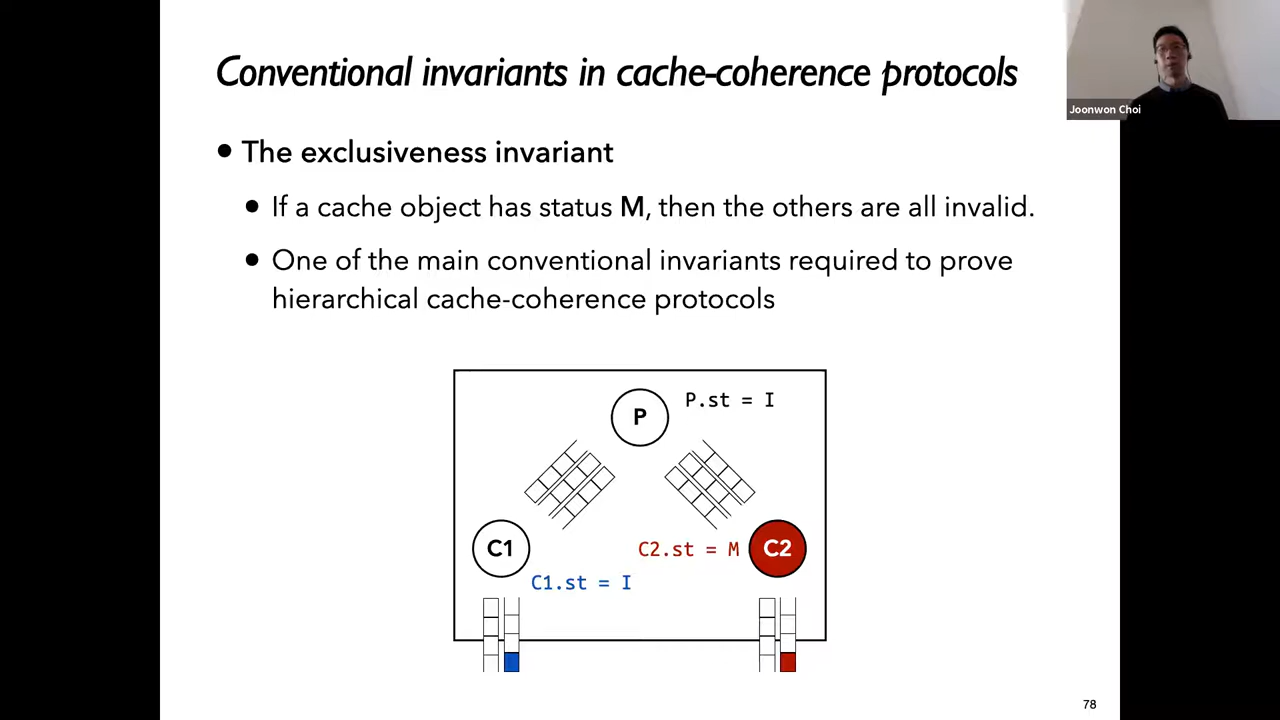 Conventional invariants in cache-coherence protocols
Joonwon Choi
● The exclusiveness invariant
● If a cache object has status M, then the others are all invalid.
● One of the main conventional invariants required to prove
hierarchical cache-coherence protocols
P
P.st = I
C1
C2.st = M
C2
C1.st = I
78